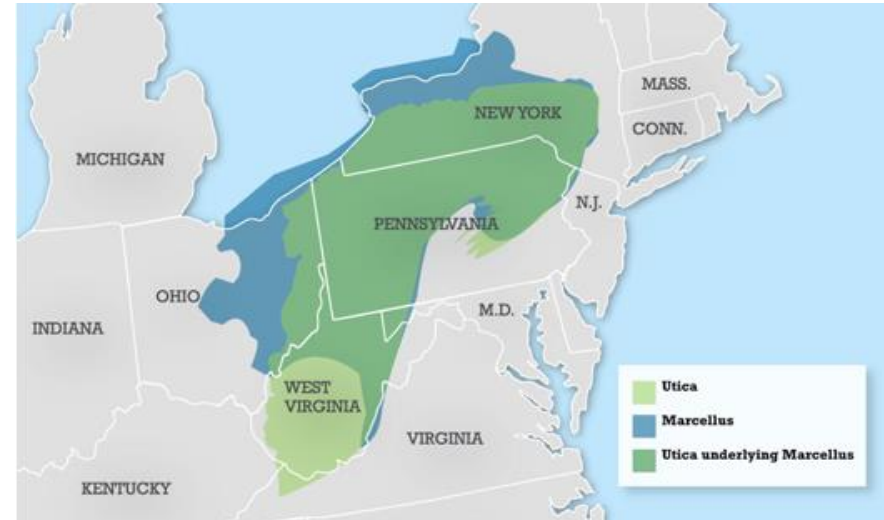 MASS.
NEW YORK
CONN.
MICHIGAN
N.J.
PENNSYLVANIA
OHIO
M.D.
INDIANA
WEST
VIRGINIA
VIRGINIA
KENTUCKY
Utica
Marcellus
Utica underlying Marcellus